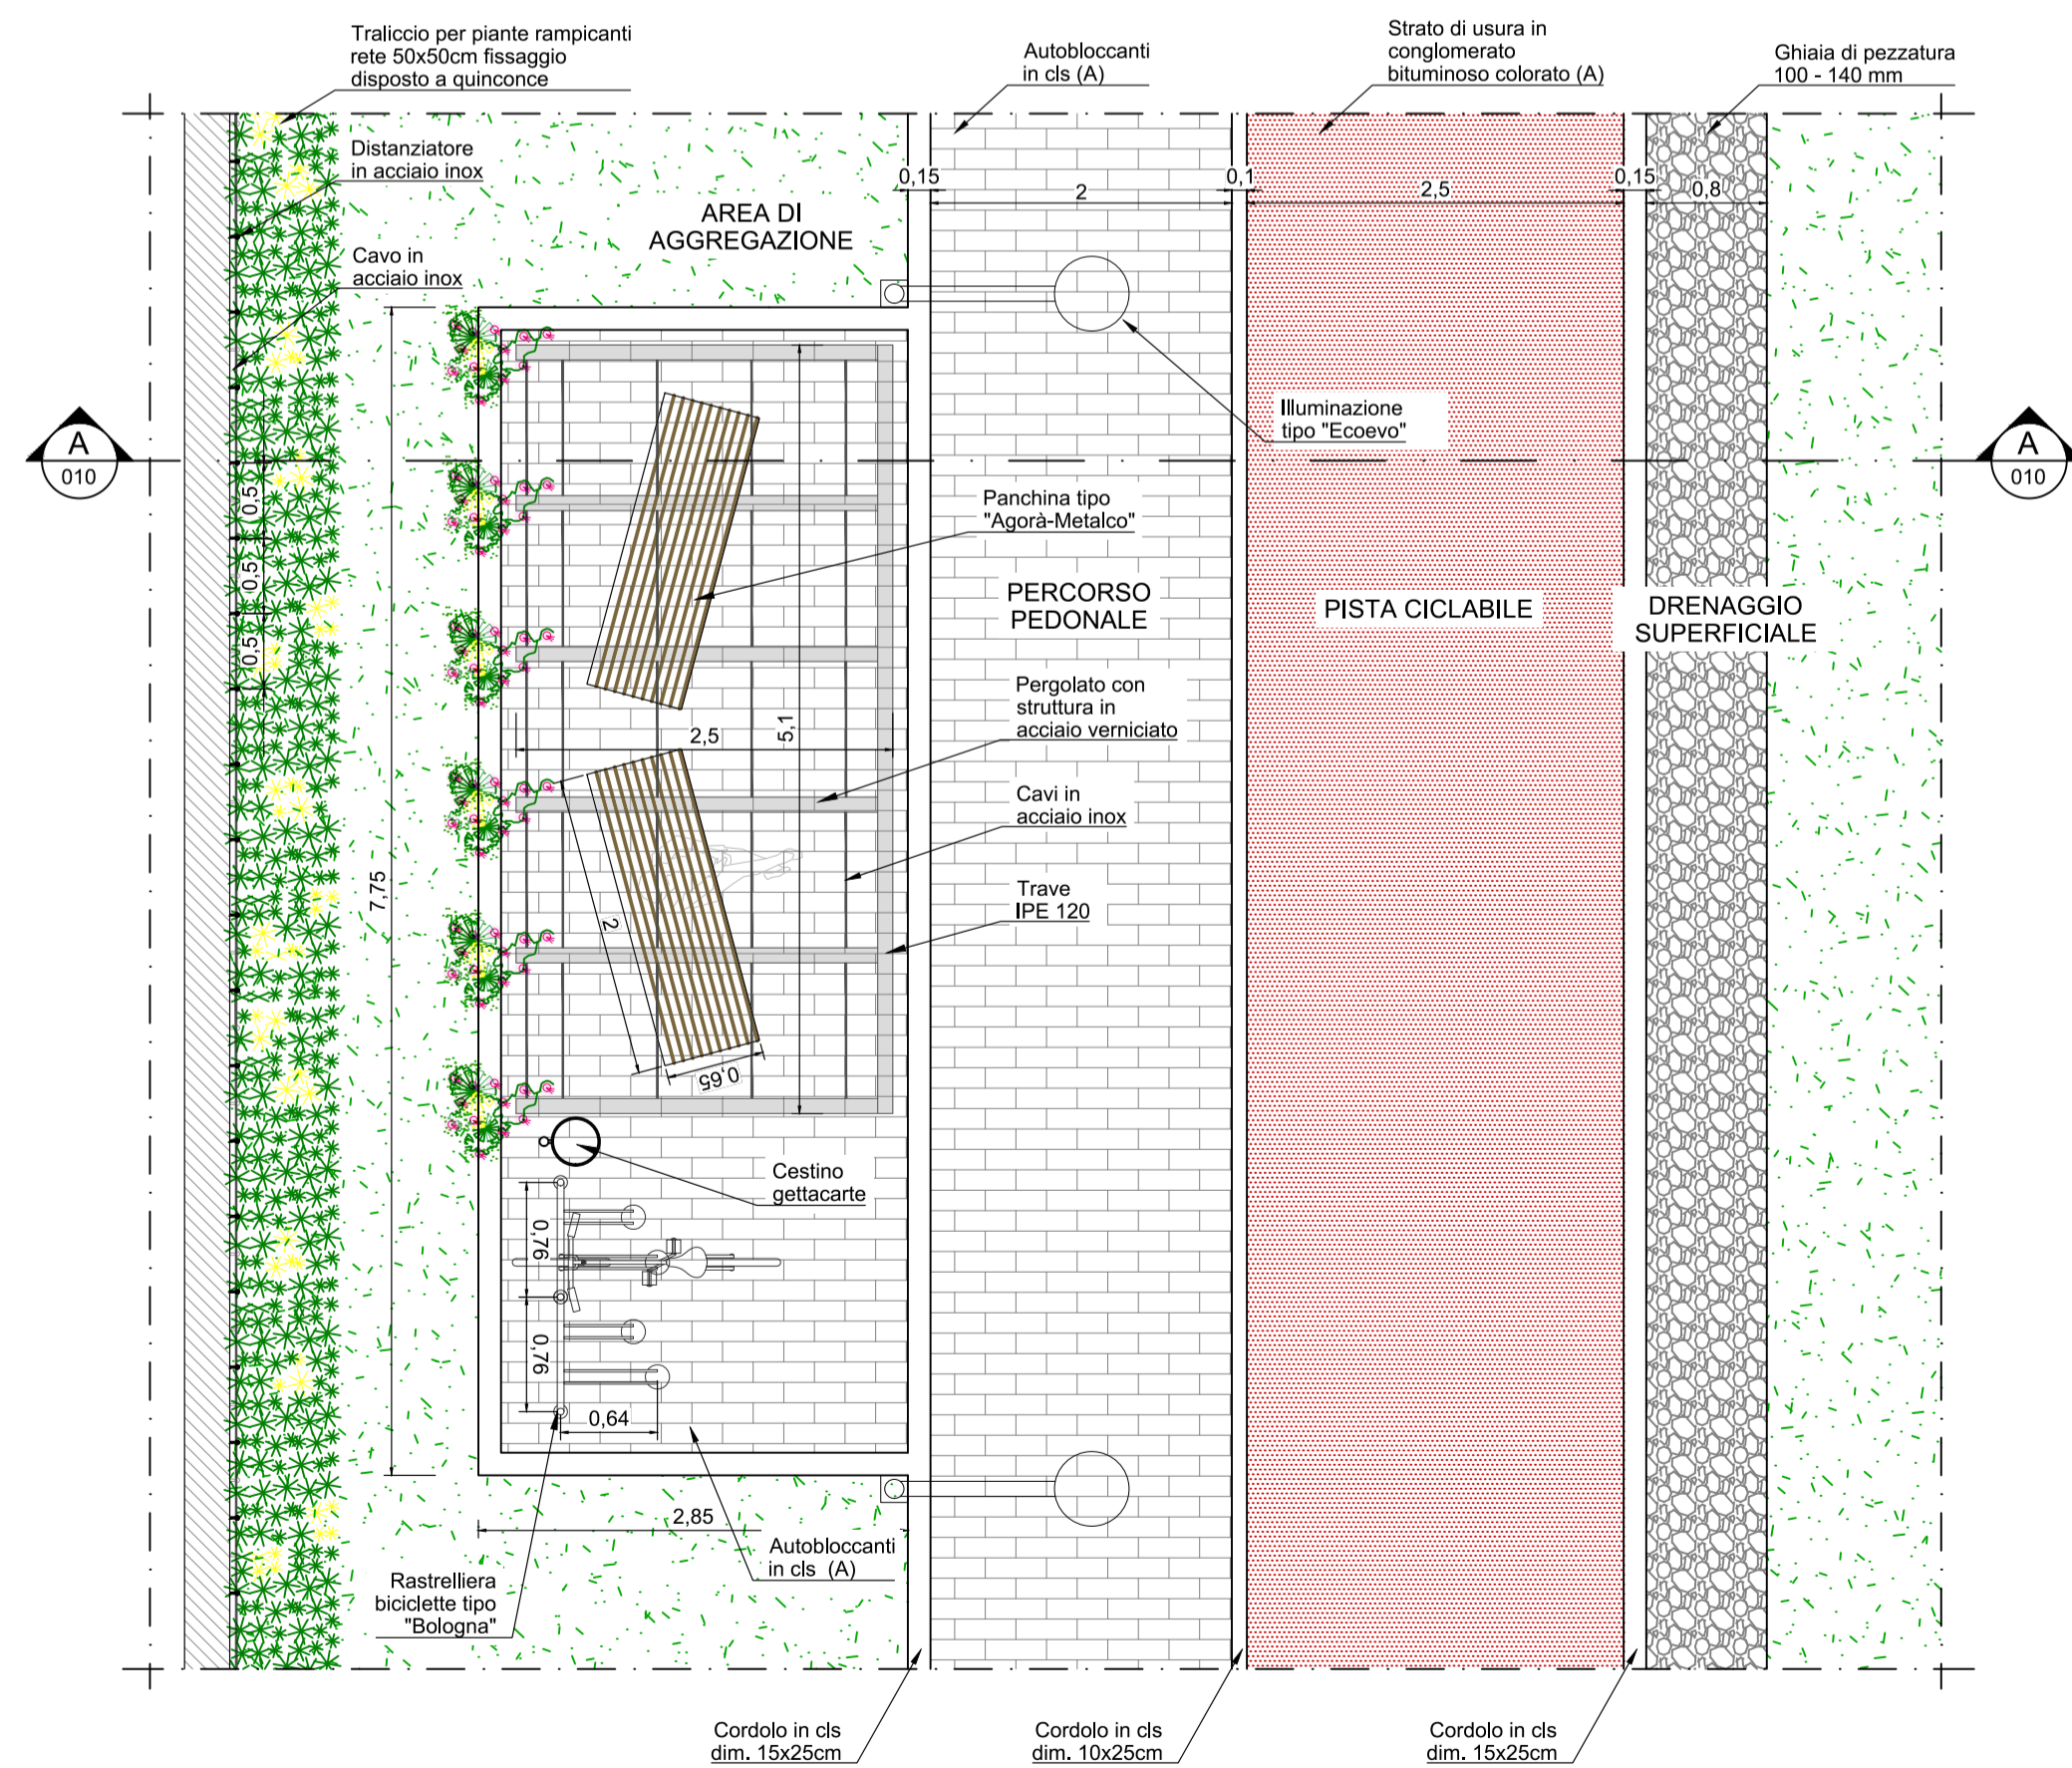 Traliccio per piante rampicanti
rete 50x50cm fissaggio
disposto a quinconce
Autobloccanti
in cls (A)
Strato di usura in
conglomerato
bituminoso colorato (A)
Ghiaia di pezzatura
100 - 140 mm
Distanziatore
in acciaio inox
0,15
2
0,1
2,5
0,15
0,8
AREA DI
AGGREGAZIONE
Cavo in
acciaio inox
Illuminazione
tipo "Ecoevo"
A
010
A
010
0,5
0,5
0,5
Panchina tipo
"Agorà-Metalco"
PERCORSO
PEDONALE
PISTA CICLABILE
DRENAGGIO
SUPERFICIALE
Pergolato con
struttura in
acciaio verniciato
2,5
5,1
Cavi in
acciaio inox
7,75
2
Trave
IPE 120
0,65
Cestino
gettacarte
0,76
0,76
0,64
2,85
Autobloccanti
in cls (A)
Rastrelliera
biciclette tipo
"Bologna"
Cordolo in cls
dim. 15x25cm
Cordolo in cls
dim. 10x25cm
Cordolo in cls
dim. 15x25cm